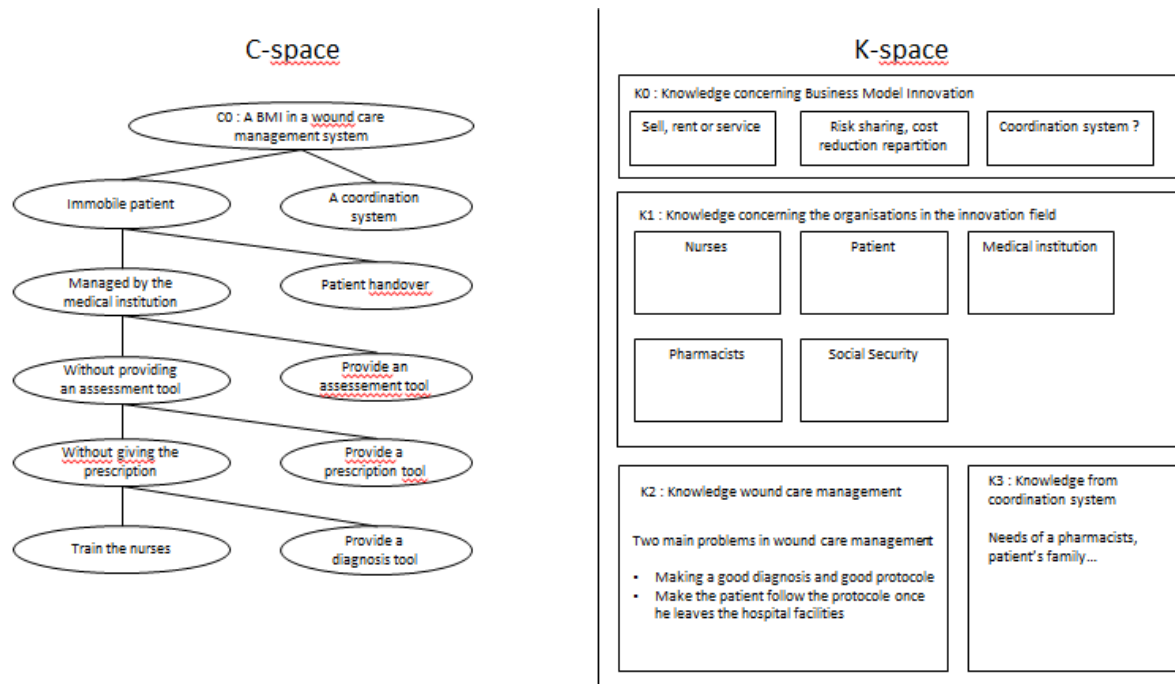 C-space
C0 : A BMI in a wound care
management system
Immobile patient
A coordination
system
Managed by the
medical institution
Patient handover
Without providing
an assessment tool
Provide an
assessement tool
Without giving the
prescription
Provide a
prescription tool
Train the nurses
Provide a
diagnosis tool
K-space
K0 : Knowledge concerning Business Model Innovation
Sell, rent or service
Risk sharing, cost
reduction repartition
Coordination system ?
K1 : Knowledge concerning the organisations in the innovation field
Nurses
Patient
Medical institution
Pharmacists
Social Security
K2 : Knowledge wound care management
Two main problems in wound care management
• Making a good diagnosis and good protocole
• Make the patient follow the protocole once
he leaves the hospital facilities
K3 : Knowledge from
coordination system
Needs of a pharmacists,
patient's family...